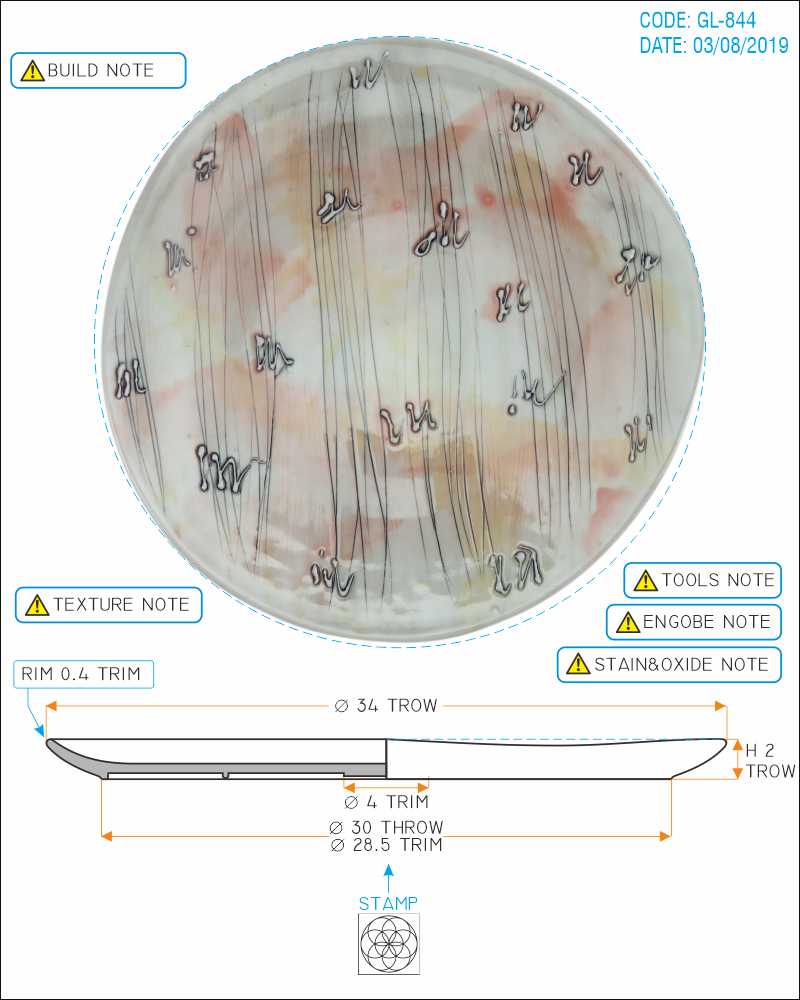 CODE: GL-844
DATE: 03/08/2019
BUILD NOTE
TOOLS NOTE
TEXTURE NOTE
ENGOBE NOTE
STAIN&OXIDE NOTE
RIM 0.4 TRIM
Ø 34 TROW
H 2
TROW
Ø 4 TRIM
Ø 30 THROW
Ø 28.5 TRIM
STAMP